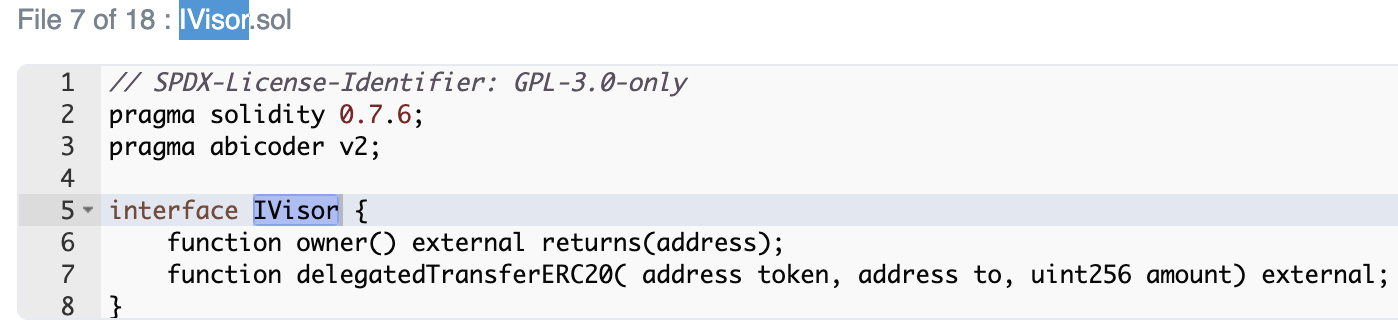 File 7 of 18 : IVisor.sol
1 // SPDX-License-Identifier: GPL-3.0-only
2 pragma solidity 0.7.6;
3 pragma abicoder v2;
4
5 interface IVisor {
6     function owner() external returns(address);
7     function delegatedTransferERC20( address token, address to, uint256 amount) external;
8 }